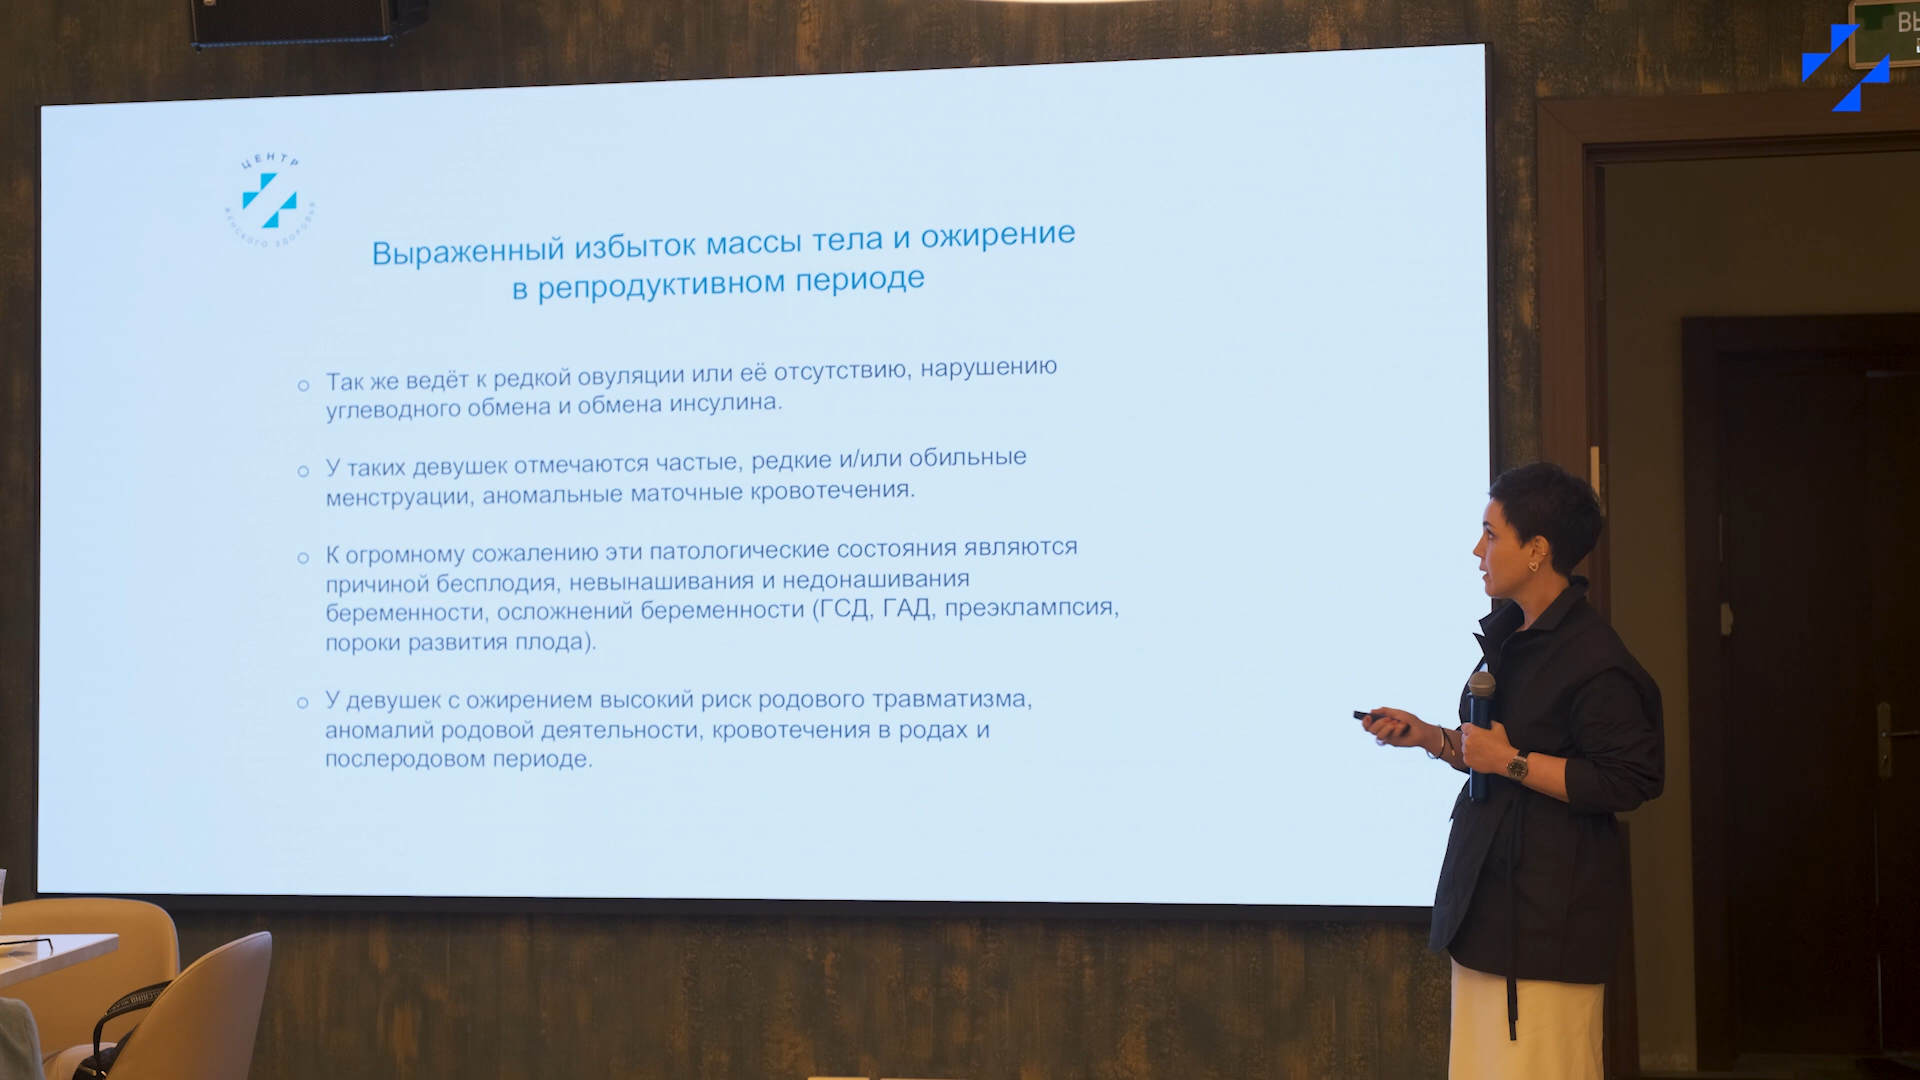 ВЫ
ЦЕНТР
ЖЕНСКОГО ЗДОРОВЬЯ
Выраженный избыток массы тела и ожирение
в репродуктивном периоде
○ Так же ведёт к редкой овуляции или её отсутствию, нарушению
углеводного обмена и обмена инсулина.
○ У таких девушек отмечаются частые, редкие и/или обильные
менструации, аномальные маточные кровотечения.
○ К огромному сожалению эти патологические состояния являются
причиной бесплодия, невынашивания и недонашивания
беременности, осложнений беременности (ГСД, ГАД, преэклампсия,
пороки развития плода).
○ У девушек с ожирением высокий риск родового травматизма,
аномалий родовой деятельности, кровотечения в родах и
послеродовом периоде.